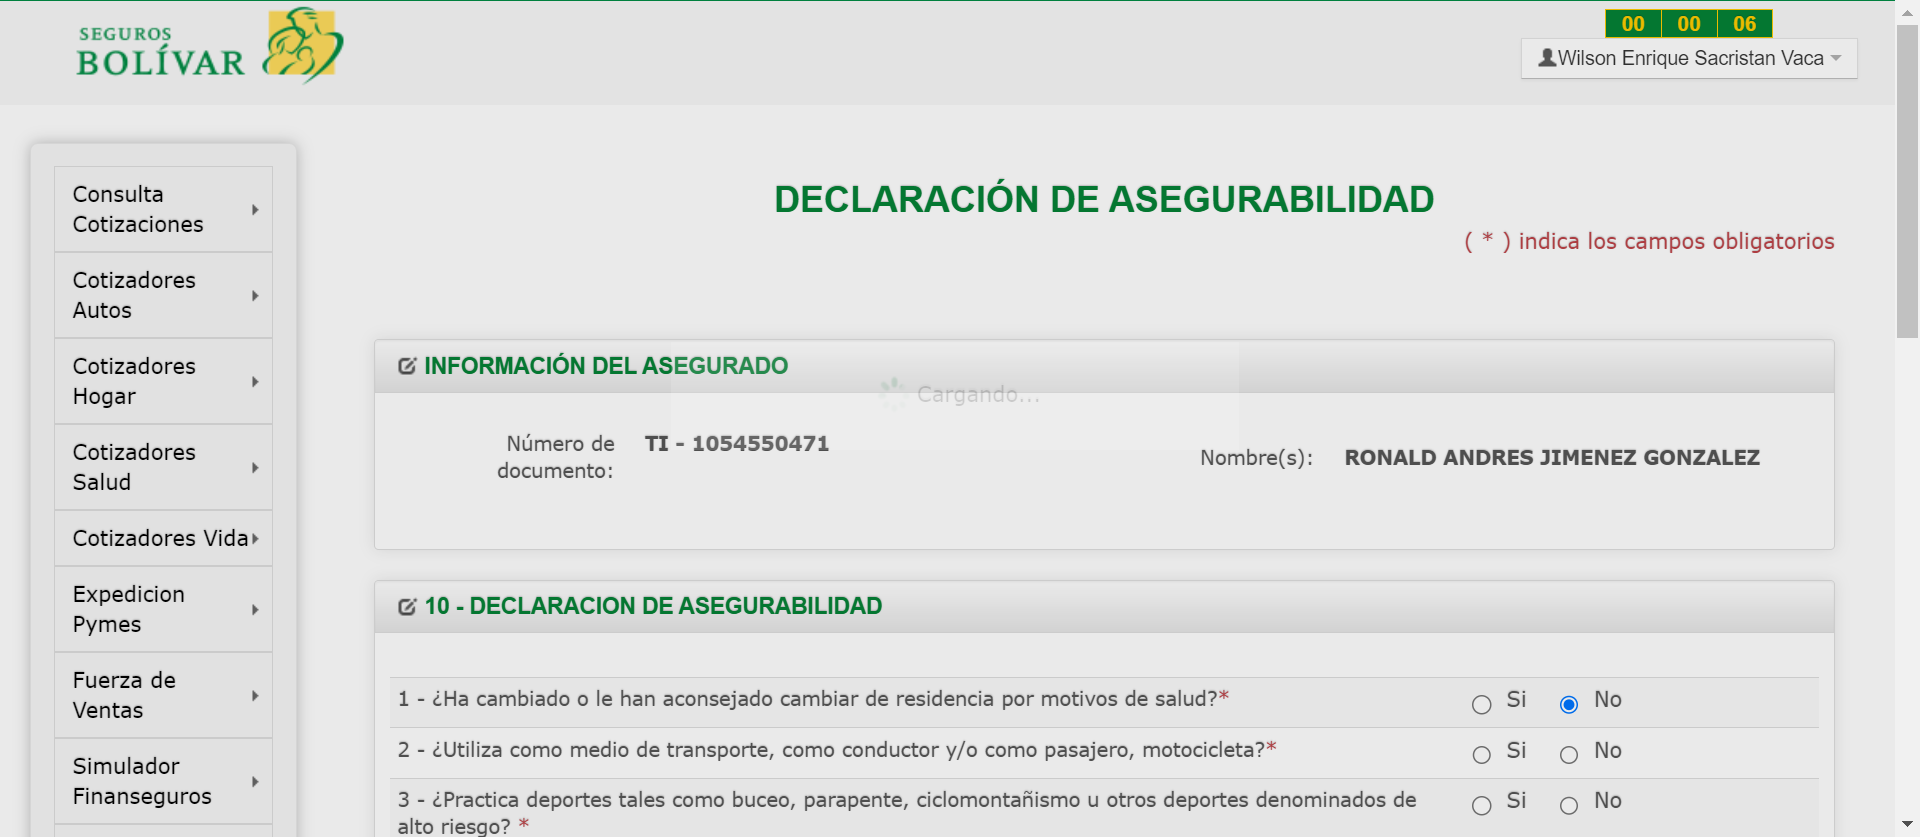 SEGUROS
BOLÍVAR
00 00 06
Wilson Enrique Sacristan Vaca
Consulta
Cotizaciones
Cotizadores
Autos
Cotizadores
Hogar
Cotizadores
Salud
Cotizadores Vida
Expedicion
Pymes
Fuerza de
Ventas
Simulador
Finanseguros
DECLARACIÓN DE ASEGURABILIDAD
( * ) indica los campos obligatorios
INFORMACIÓN DEL ASEGURADO
Cargando...
Número de
documento:
TI - 1054550471
Nombre(s): RONALD ANDRES JIMENEZ GONZALEZ
10 - DECLARACION DE ASEGURABILIDAD
1 - ¿Ha cambiado o le han aconsejado cambiar de residencia por motivos de salud?* Si No
2 - ¿Utiliza como medio de transporte, como conductor y/o como pasajero, motocicleta?* Si No
3 - ¿Practica deportes tales como buceo, parapente, ciclomontañismo u otros deportes denominados de Si No
alto riesgo? *